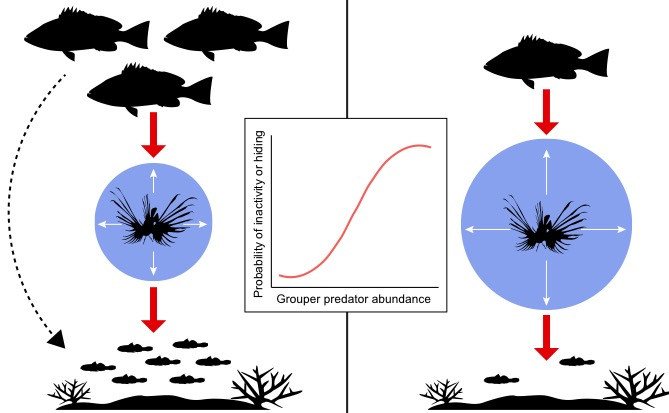 Probability of inactivity or hiding
Grouper predator abundance